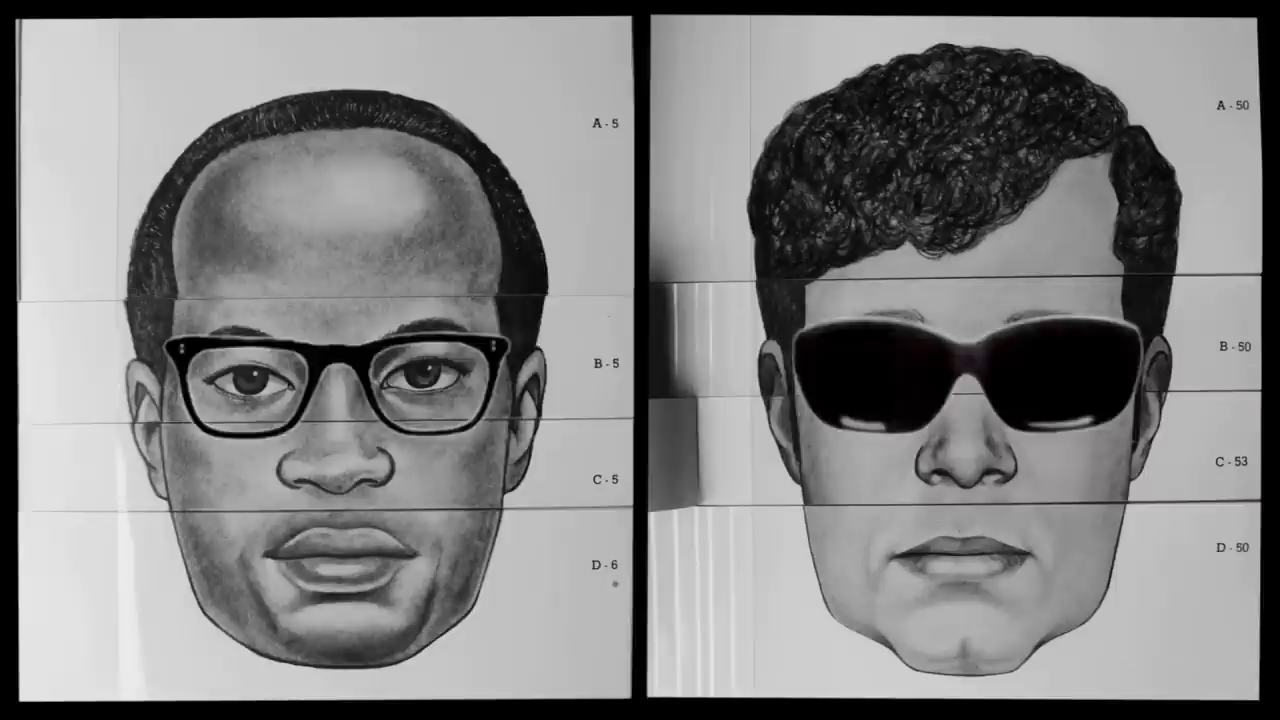 A - 5
B - 5
C - 5
D - 6
A - 50
B - 50
C - 53
D - 50